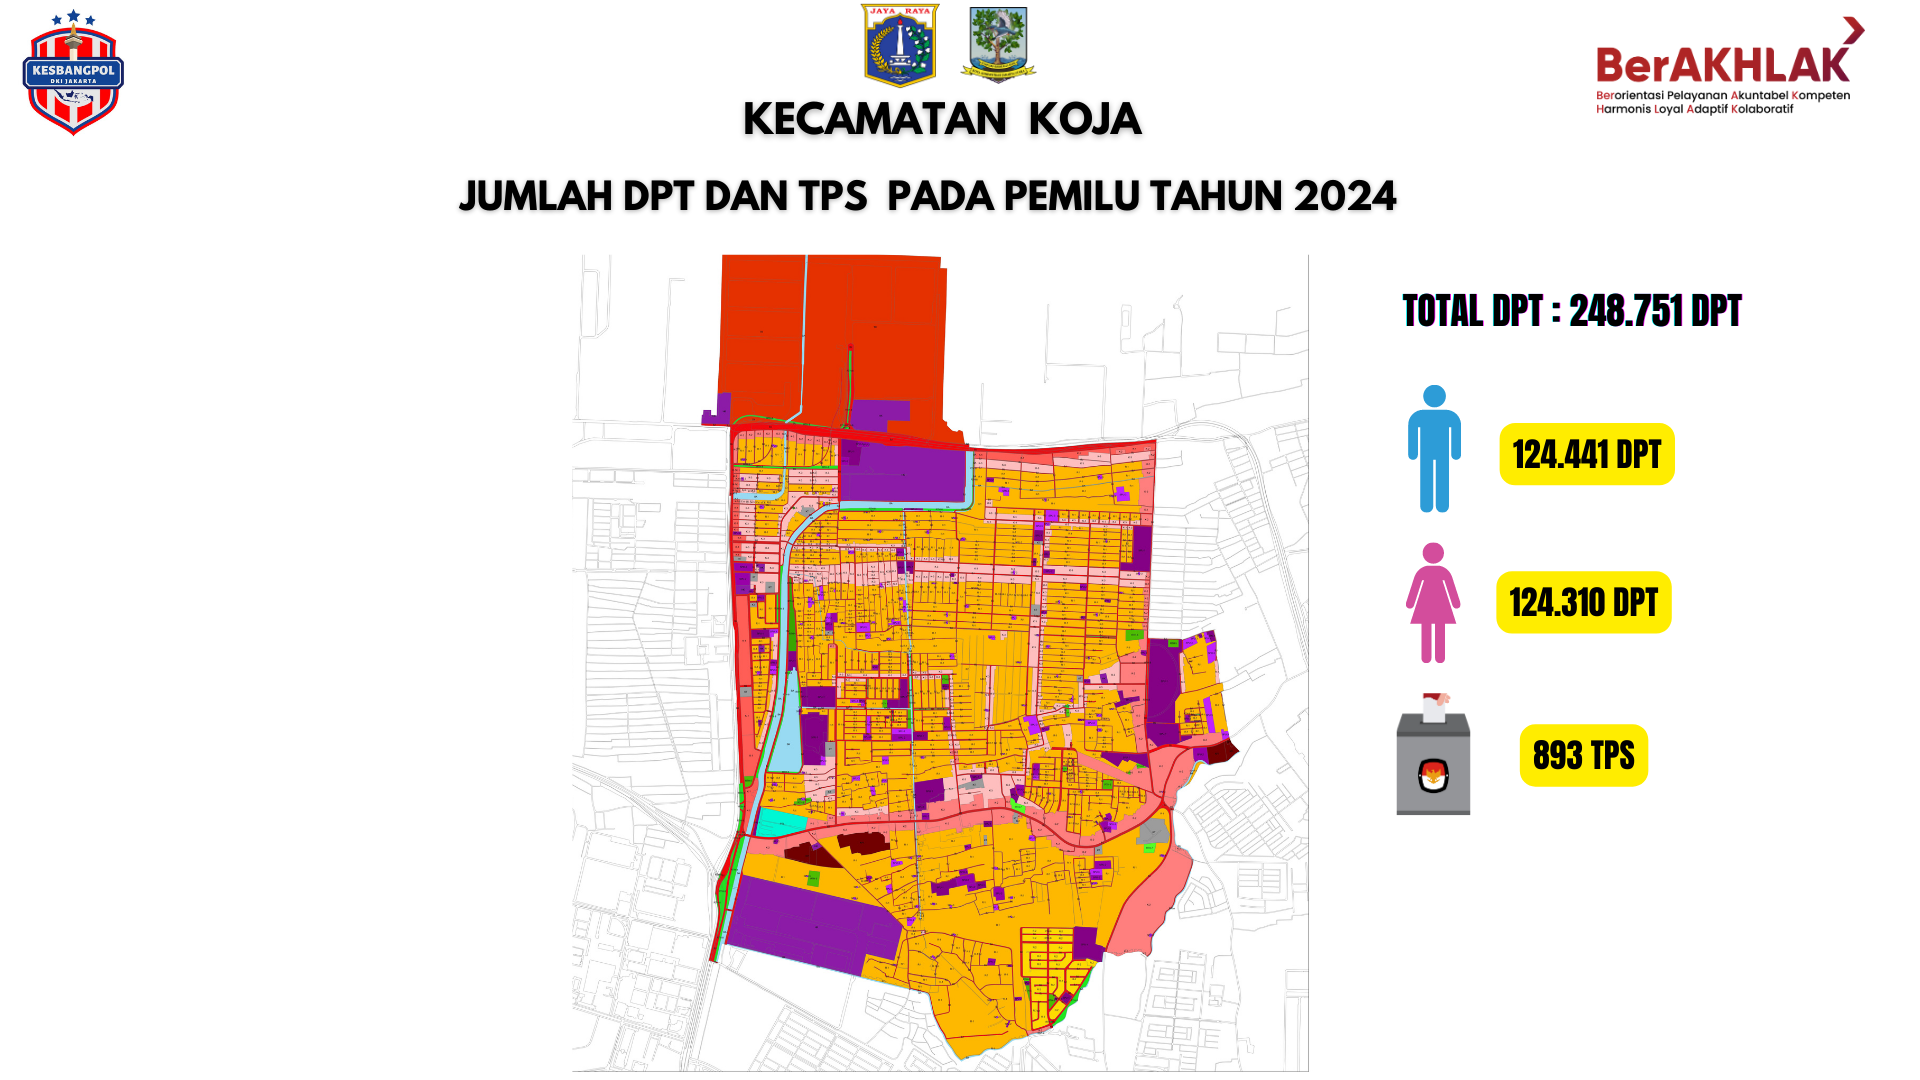 KESBANGPOL
DKI JAKARTA
JAYA RAYA
BerAKHLAK
Berorientasi Pelayanan Akuntabel Kompeten
Harmonis Loyal Adaptif Kolaboratif
KECAMATAN KOJA
JUMLAH DPT DAN TPS PADA PEMILU TAHUN 2024
TOTAL DPT : 248.751 DPT
124.441 DPT
124.310 DPT
893 TPS